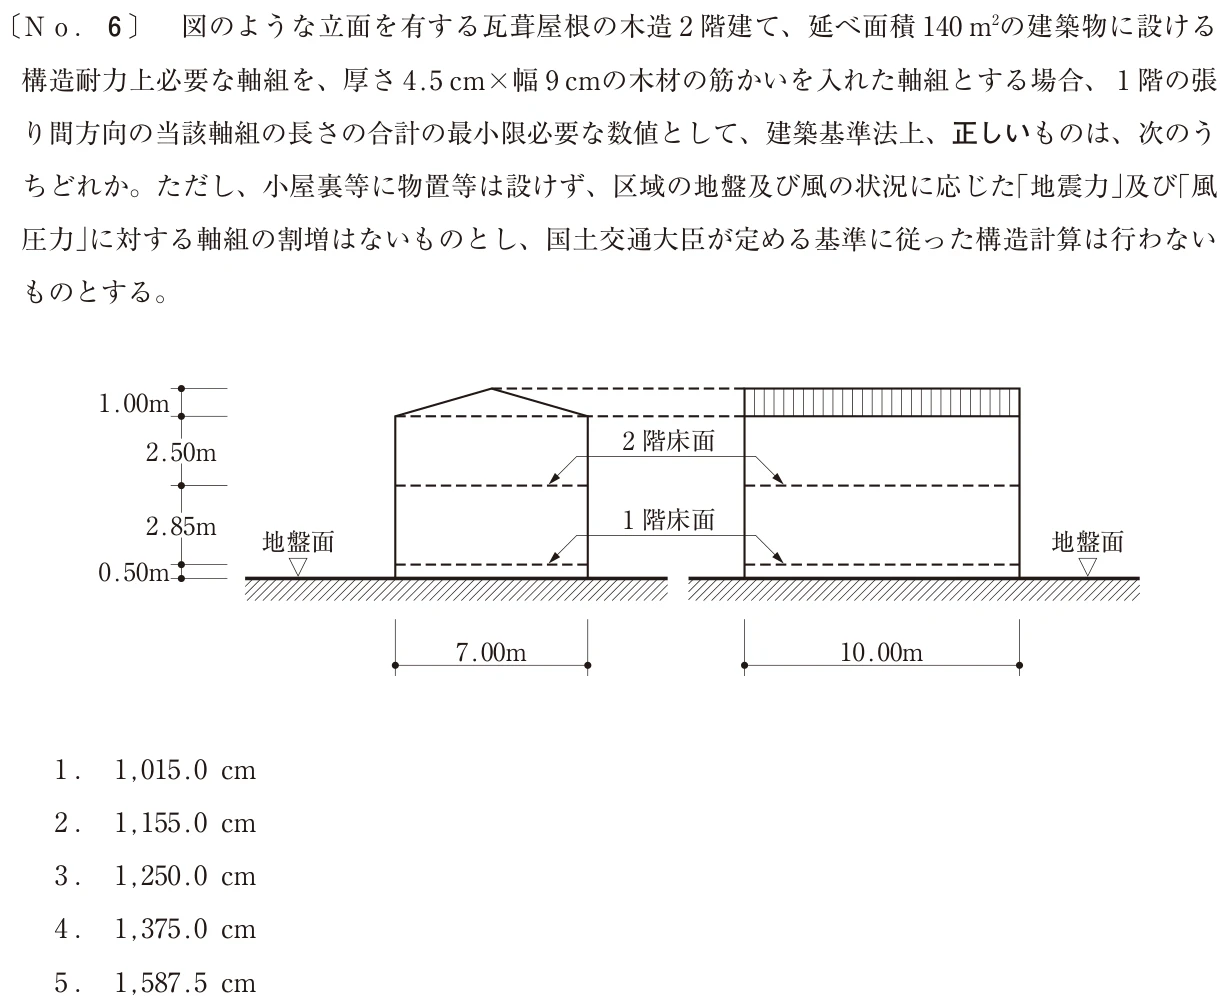 〔No. 6〕　図のような立面を有する瓦葺屋根の木造2階建て、延べ面積140 m²の建築物に設ける
構造耐力上必要な軸組を、厚さ4.5 cm×幅9 cmの木材の筋かいを入れた軸組とする場合、1階の張
り間方向の当該軸組の長さの合計の最小限必要な数値として、建築基準法上、正しいものは、次のう
ちどれか。ただし、小屋裏等に物置等は設けず、区域の地盤及び風の状況に応じた「地震力」及び「風
圧力」に対する軸組の割増はないものとし、国土交通大臣が定める基準に従った構造計算は行わない
ものとする。
1.00m
2.50m
2階床面
2.85m
1階床面
地盤面
地盤面
0.50m
7.00m
10.00m
1.　1,015.0 cm
2.　1,155.0 cm
3.　1,250.0 cm
4.　1,375.0 cm
5.　1,587.5 cm